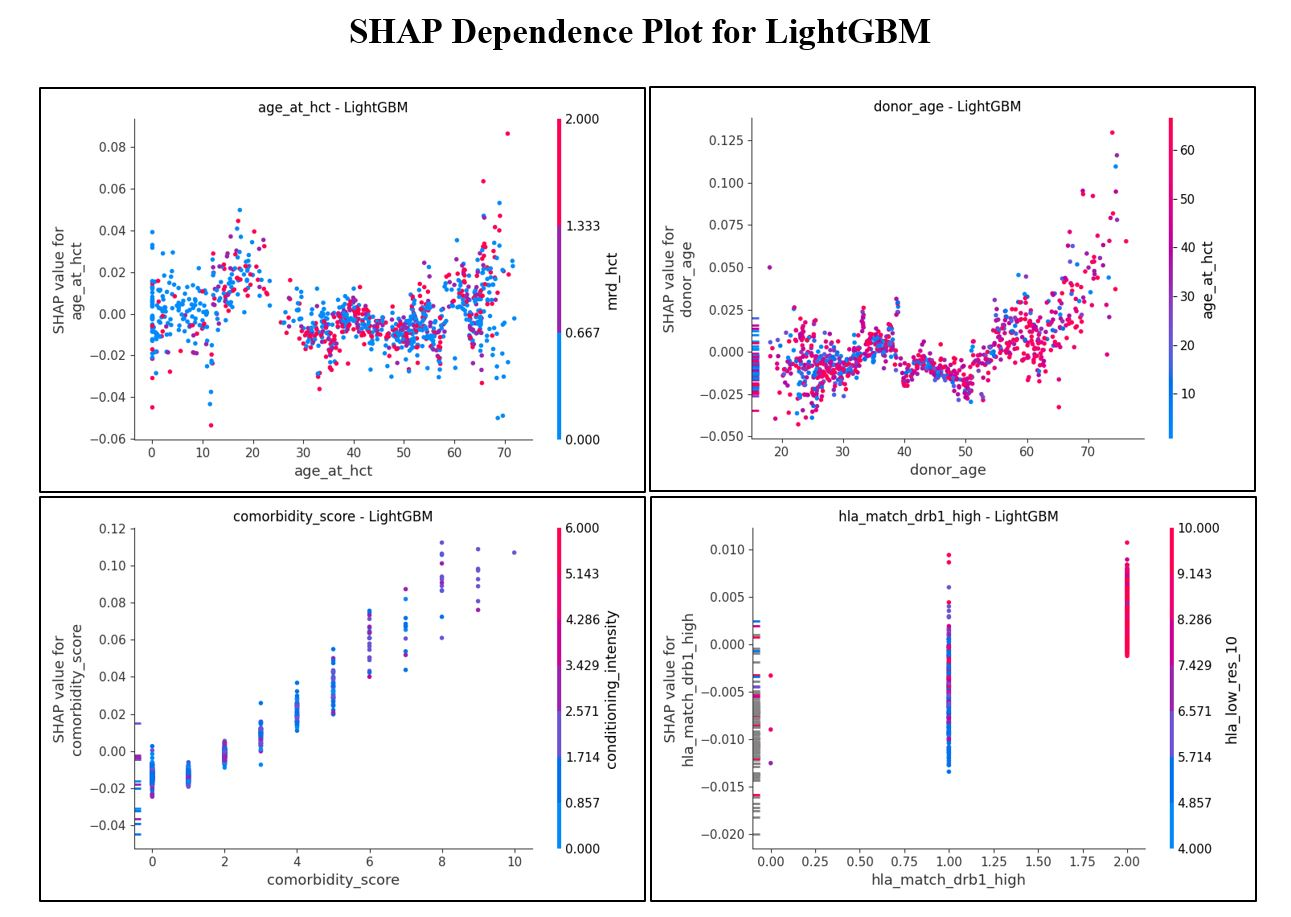 SHAP Dependence Plot for LightGBM
age_at_hct - LightGBM
SHAP value for
age_at_hct
0.08
0.06
0.04
0.02
0.00
−0.02
−0.04
−0.06
0 10 20 30 40 50 60 70
age_at_hct
2.000
1.333
0.667
0.000
mrd_hct
donor_age - LightGBM
SHAP value for
donor_age
0.125
0.100
0.075
0.050
0.025
0.000
−0.025
−0.050
20 30 40 50 60 70
donor_age
60
50
40
30
20
10
age_at_hct
comorbidity_score - LightGBM
SHAP value for
comorbidity_score
0.12
0.10
0.08
0.06
0.04
0.02
0.00
−0.02
−0.04
0 2 4 6 8 10
comorbidity_score
6.000
5.143
4.286
3.429
2.571
1.714
0.857
0.000
conditioning_intensity
hla_match_drb1_high - LightGBM
SHAP value for
hla_match_drb1_high
0.010
0.005
0.000
−0.005
−0.010
−0.015
−0.020
0.00 0.25 0.50 0.75 1.00 1.25 1.50 1.75 2.00
hla_match_drb1_high
10.000
9.143
8.286
7.429
6.571
5.714
4.857
4.000
hla_low_res_10